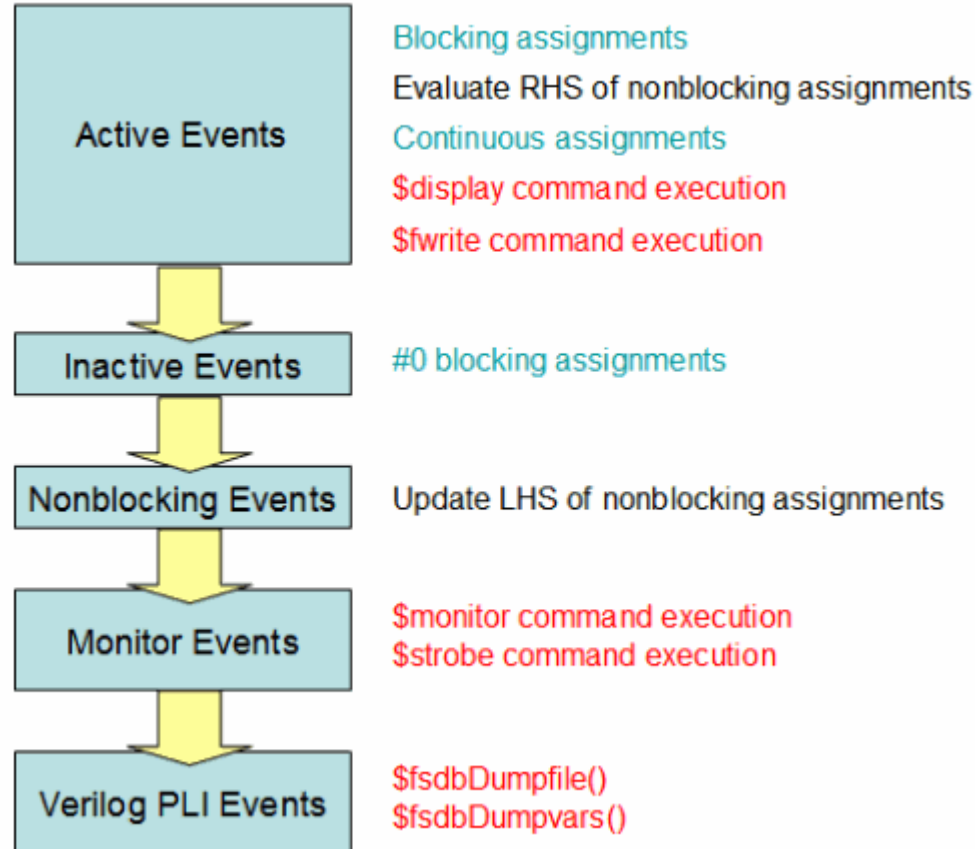 Active Events
Blocking assignments
Evaluate RHS of nonblocking assignments
Continuous assignments
$display command execution
$fwrite command execution
Inactive Events
#0 blocking assignments
Nonblocking Events
Update LHS of nonblocking assignments
Monitor Events
$monitor command execution
$strobe command execution
Verilog PLI Events
$fsdbDumpfile()
$fsdbDumpvars()